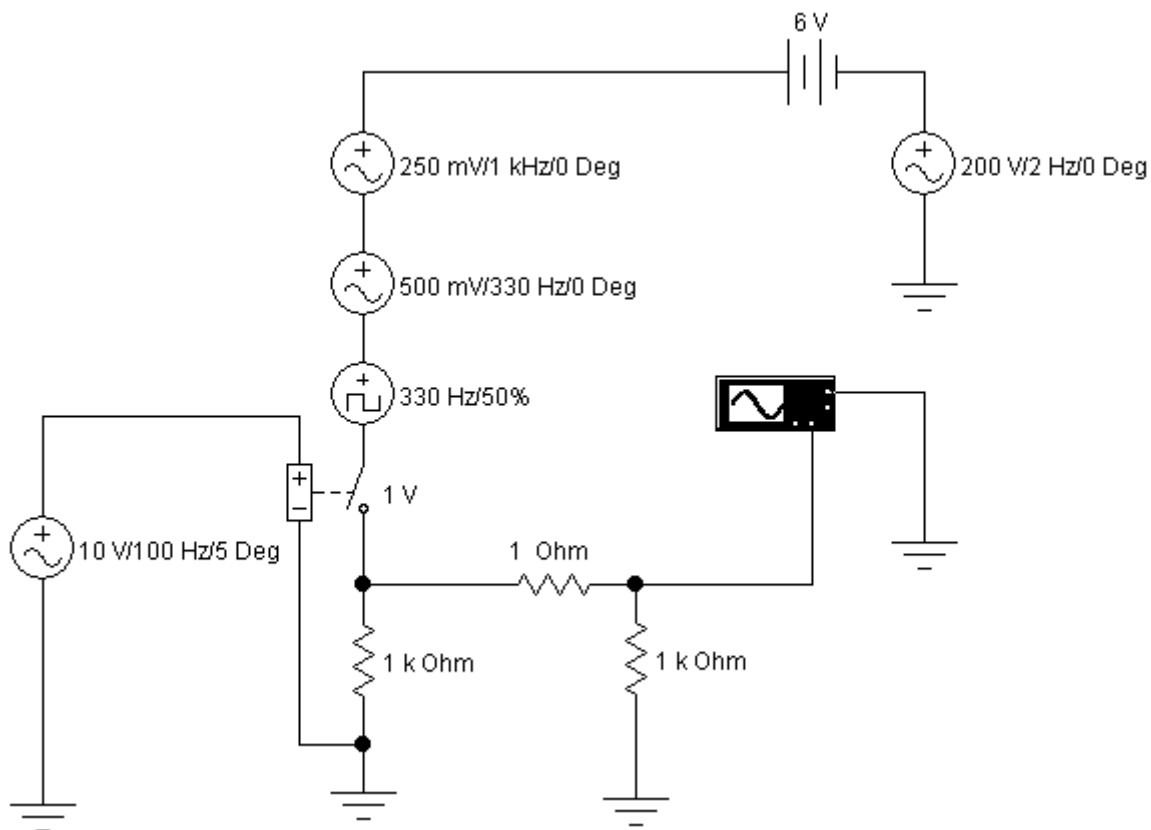 6 V
250 mV/1 kHz/0 Deg
200 V/2 Hz/0 Deg
500 mV/330 Hz/0 Deg
330 Hz/50%
1 V
10 V/100 Hz/5 Deg
1 Ohm
1 k Ohm
1 k Ohm